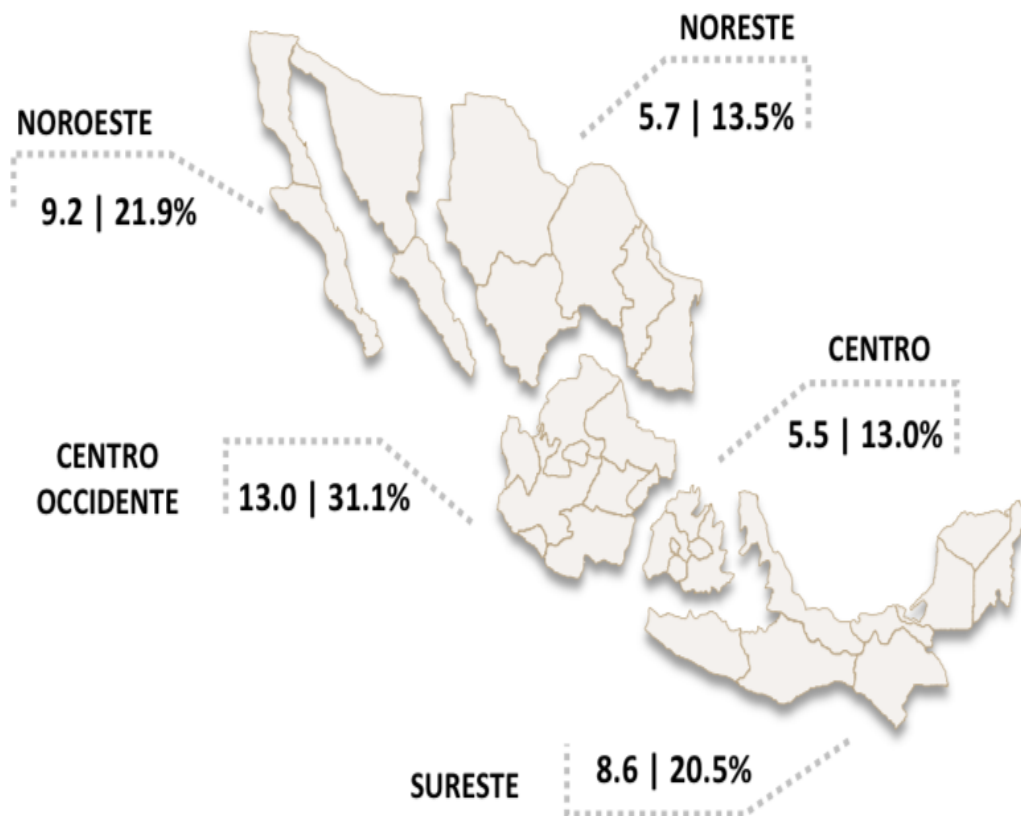 NORESTE
5.7 | 13.5%
NOROESTE
9.2 | 21.9%
CENTRO
5.5 | 13.0%
CENTRO
OCCIDENTE
13.0 | 31.1%
SURESTE
8.6 | 20.5%